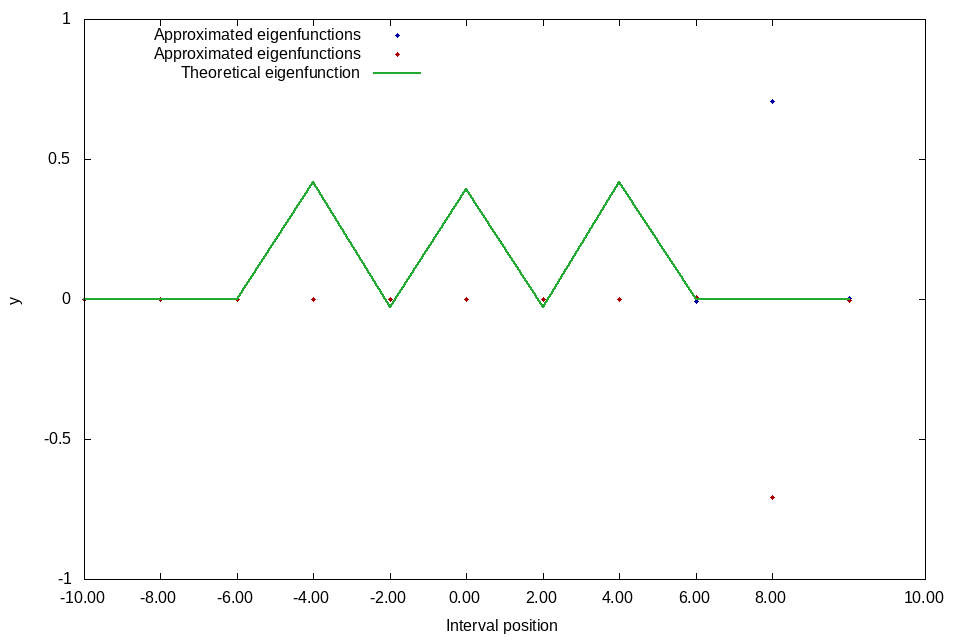 Approximated eigenfunctions
Approximated eigenfunctions
Theoretical eigenfunction
1
0.5
0
-0.5
-1
y
-10.00 -8.00 -6.00 -4.00 -2.00 0.00 2.00 4.00 6.00 8.00 10.00
Interval position